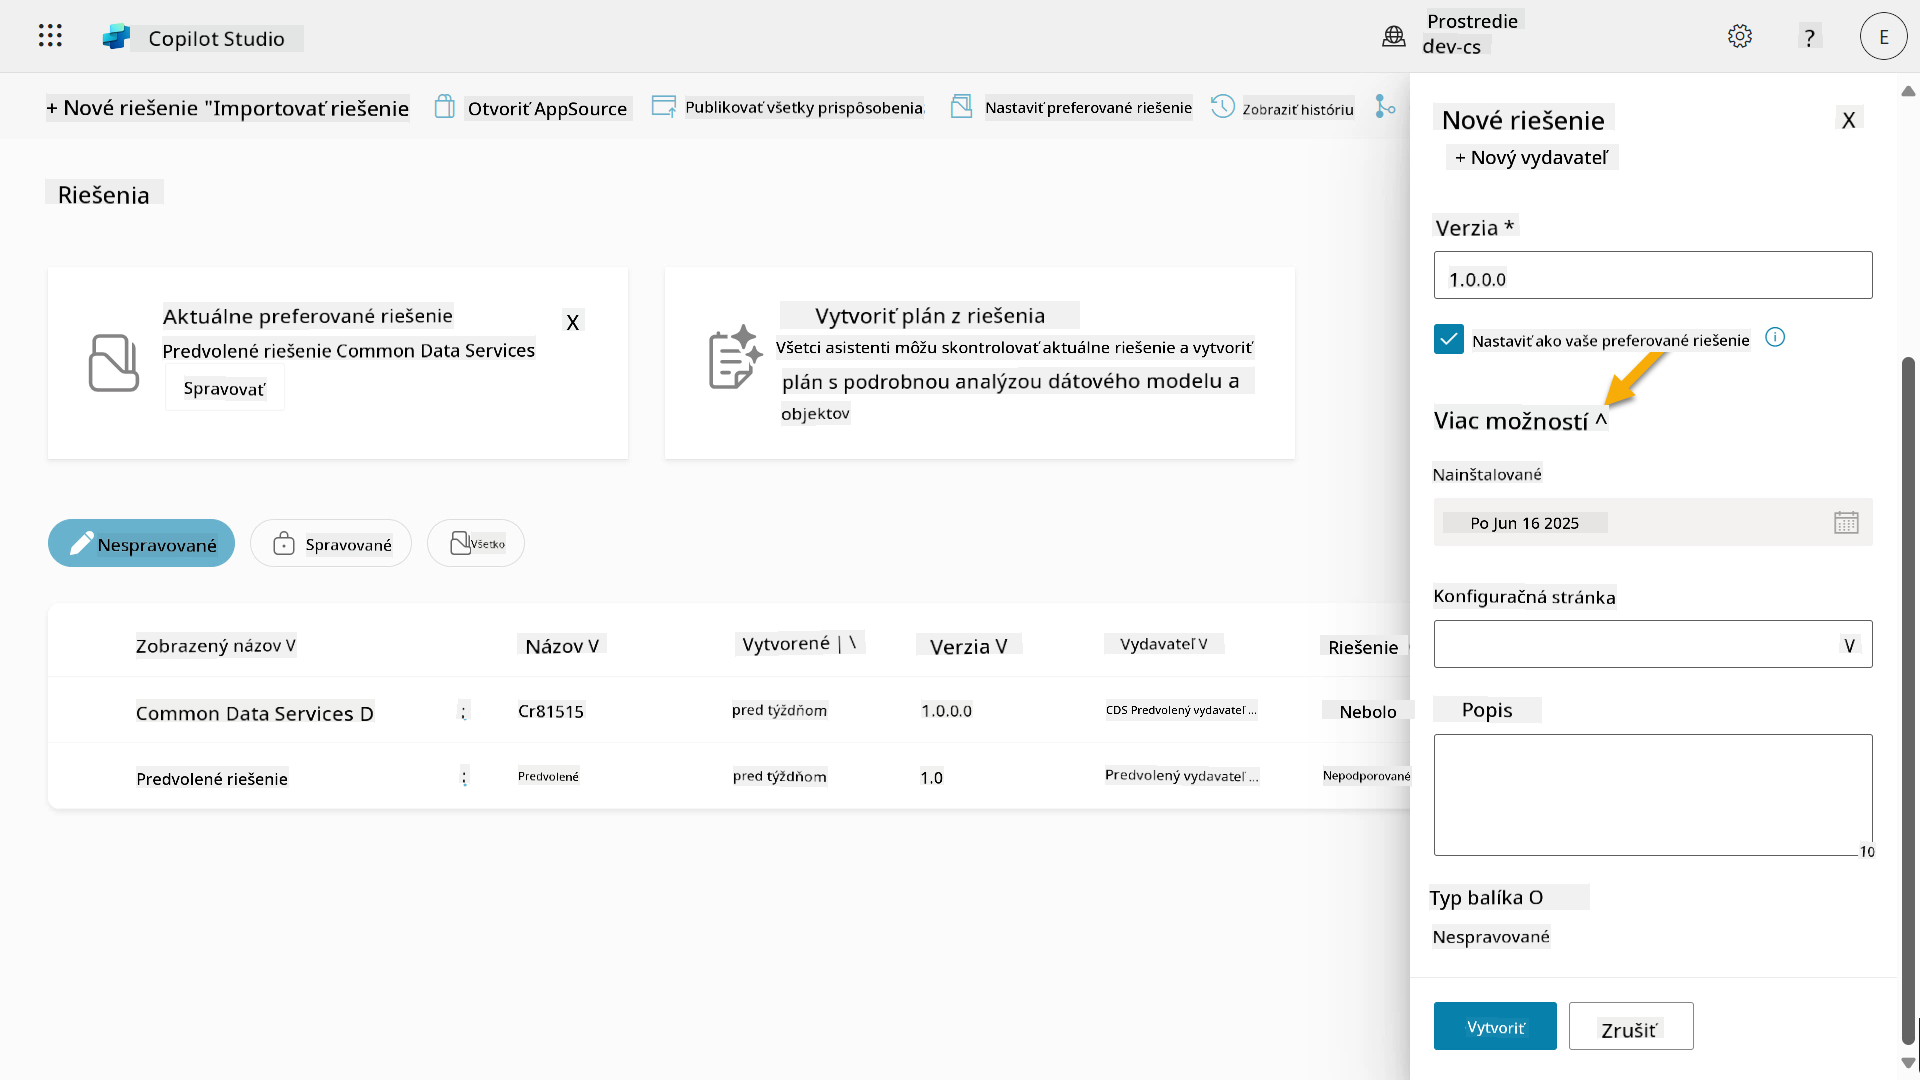 Copilot Studio
Prostredie
dev-cs
?
E
+ Nové riešenie "Importovať riešenie
Otvoriť AppSource
Publikovať všetky prispôsobenia
Nastaviť preferované riešenie
Zobraziť históriu
Riešenia
Aktuálne preferované riešenie
X
Predvolené riešenie Common Data Services
Spravovať
Vytvoriť plán z riešenia
Všetci asistenti môžu skontrolovať aktuálne riešenie a vytvoriť
plán s podrobnou analýzou dátového modelu a
objektov
Nespravované
Spravované
Všetko
Zobrazený názov V
Názov V
Vytvorené | \
Verzia V
Vydavateľ V
Riešenie
Common Data Services D
:
Cr81515
pred týždňom
1.0.0.0
CDS Predvolený vydavateľ ...
Nebolo
Predvolené riešenie
:
Predvolené
pred týždňom
1.0
Predvolený vydavateľ ...
Nepodporované
Nové riešenie
X
+ Nový vydavateľ
Verzia *
1.0.0.0
Nastaviť ako vaše preferované riešenie
Viac možností ^
Nainštalované
Po Jun 16 2025
Konfiguračná stránka
V
Popis
10
Typ balíka O
Nespravované
Vytvoriť
Zrušiť